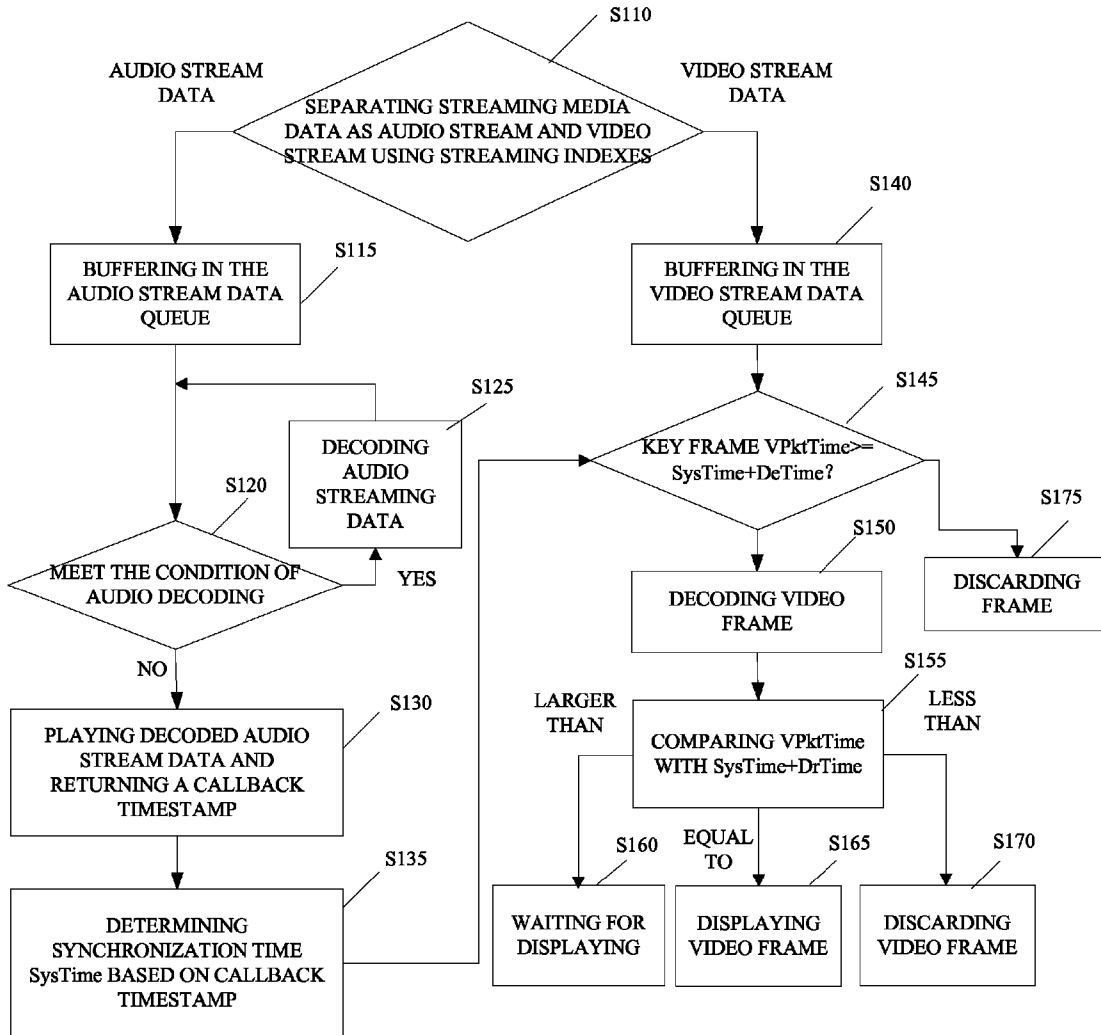 S110
AUDIO STREAM
DATA
VIDEO STREAM
DATA
SEPARATING STREAMING MEDIA
DATA AS AUDIO STREAM AND VIDEO
STREAM USING STREAMING INDEXES
S115
BUFFERING IN THE
AUDIO STREAM DATA
QUEUE
S140
BUFFERING IN THE
VIDEO STREAM DATA
QUEUE
S125
DECODING
AUDIO
STREAMING
DATA
S145
KEY FRAME VPktTime>=
SysTime+DeTime?
S120
MEET THE CONDITION OF
AUDIO DECODING
YES
NO
S175
DISCARDING
FRAME
S150
DECODING VIDEO
FRAME
S130
PLAYING DECODED AUDIO
STREAM DATA AND
RETURNING A CALLBACK
TIMESTAMP
S155
LARGER
THAN
LESS
THAN
COMPARING VPktTime
WITH SysTime+DrTime
EQUAL
TO
S135
DETERMINING
SYNCHRONIZATION TIME
SysTime BASED ON CALLBACK
TIMESTAMP
S160
WAITING FOR
DISPLAYING
S165
DISPLAYING
VIDEO FRAME
S170
DISCARDING
VIDEO FRAME